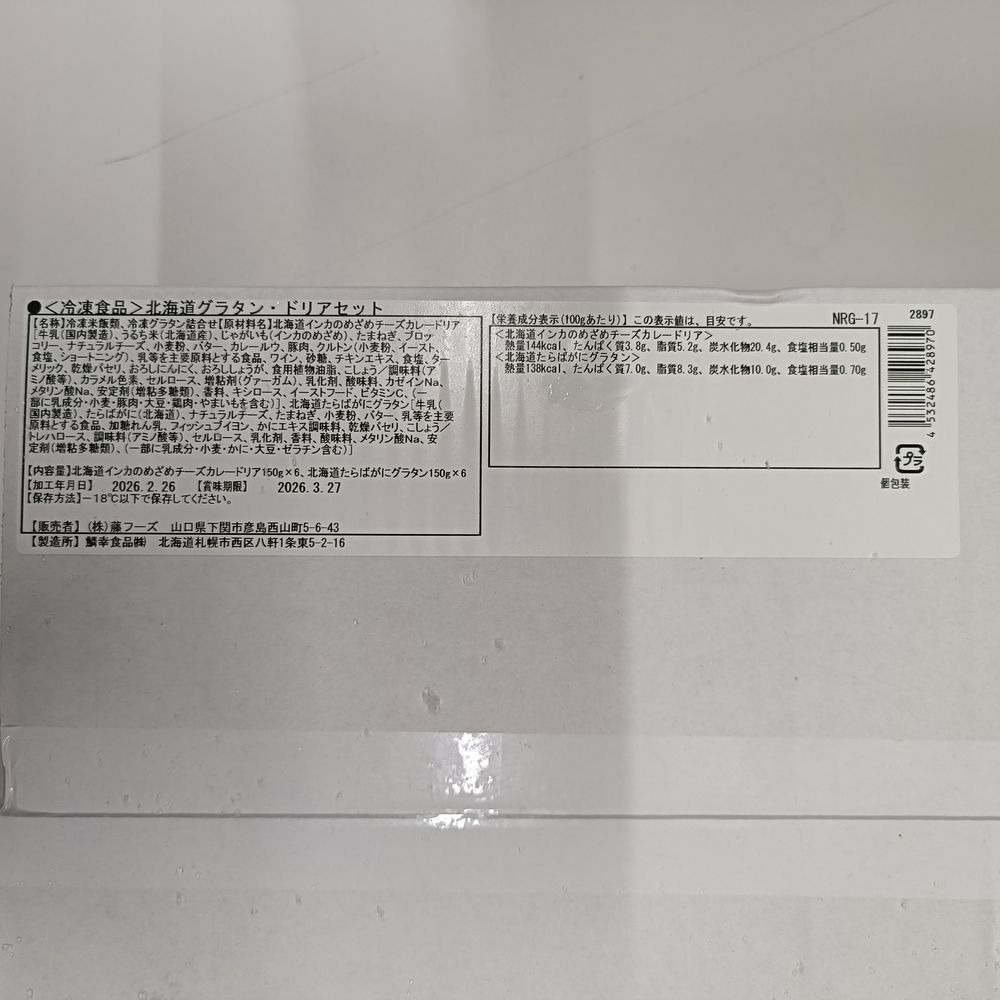 ●<冷凍食品>北海道グラタン・ドリアセット
【名称】冷凍米飯類、冷凍グラタン詰合せ【原材料名】北海道インカのめざめチーズカレードリア
[牛乳(国内製造)、うるち米(北海道産)、じゃがいも(インカのめざめ)、たまねぎ、ブロッ
コリー、ナチュラルチーズ、小麦粉、バター、カレールウ、豚肉、クルトン(小麦粉、イースト、
食塩、ショートニング)、乳等を主要原料とする食品、ワイン、砂糖、チキンエキス、食塩、ター
メリック、乾燥パセリ、おろしにんにく、おろししょうが、食用植物油脂、こしょう／調味料(ア
ミノ酸等)、カラメル色素、セルロース、増粘剤(グァーガム)、乳化剤、酸味料、カゼインNa、
メタリン酸Na、安定剤(増粘多糖類)、香料、キシロース、イーストフード、ビタミンC、(一
部に乳成分・小麦・豚肉・大豆・鶏肉・やまいもを含む)]、北海道たらばがにグラタン[牛乳(
国内製造)、たらばがに(北海道)、ナチュラルチーズ、たまねぎ、小麦粉、バター、乳等を主要
原料とする食品、加糖れん乳、フィッシュブイヨン、かにエキス調味料、乾燥パセリ、こしょう／
トレハロース、調味料(アミノ酸等)、セルロース、乳化剤、香料、酸味料、メタリン酸Na、安
定剤(増粘多糖類)、(一部に乳成分・小麦・かに・大豆・ゼラチン含む)]
【内容量】北海道インカのめざめチーズカレードリア150g×6、北海道たらばがにグラタン150g×6
【加工年月日】 2026.2.26 【賞味期限】 2026.3.27
【保存方法】－18℃以下で保存してください。
【販売者】(株)藤フーズ 山口県下関市彦島西山町5-6-43
【製造所】鱗幸食品㈱ 北海道札幌市西区八軒1条東5-2-16
【栄養成分表示(100gあたり)】この表示値は、目安です。
NRG-17
<北海道インカのめざめチーズカレードリア>
熱量144kcal、たんぱく質3.8g、脂質5.2g、炭水化物20.4g、食塩相当量0.50g
<北海道たらばがにグラタン>
熱量138kcal、たんぱく質7.0g、脂質8.3g、炭水化物10.0g、食塩相当量0.70g
2897
4 532486 428970
プラ
個包装